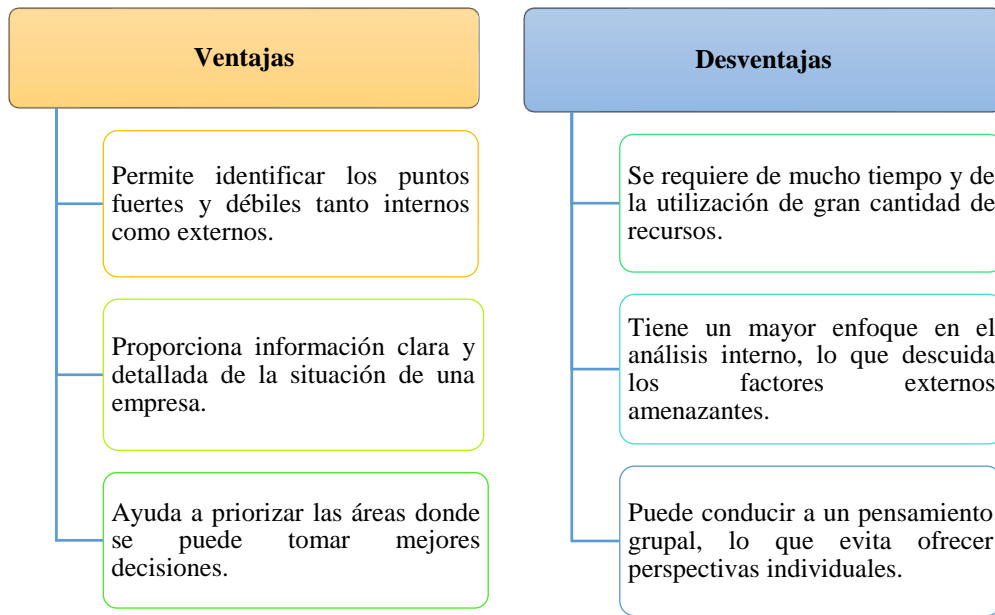 Ventajas
Permite identificar los puntos
fuertes y débiles tanto internos
como externos.
Proporciona información clara y
detallada de la situación de una
empresa.
Ayuda a priorizar las áreas donde
se puede tomar mejores
decisiones.
Desventajas
Se requiere de mucho tiempo y de
la utilización de gran cantidad de
recursos.
Tiene un mayor enfoque en el
análisis interno, lo que descuida
los factores externos
amenazantes.
Puede conducir a un pensamiento
grupal, lo que evita ofrecer
perspectivas individuales.